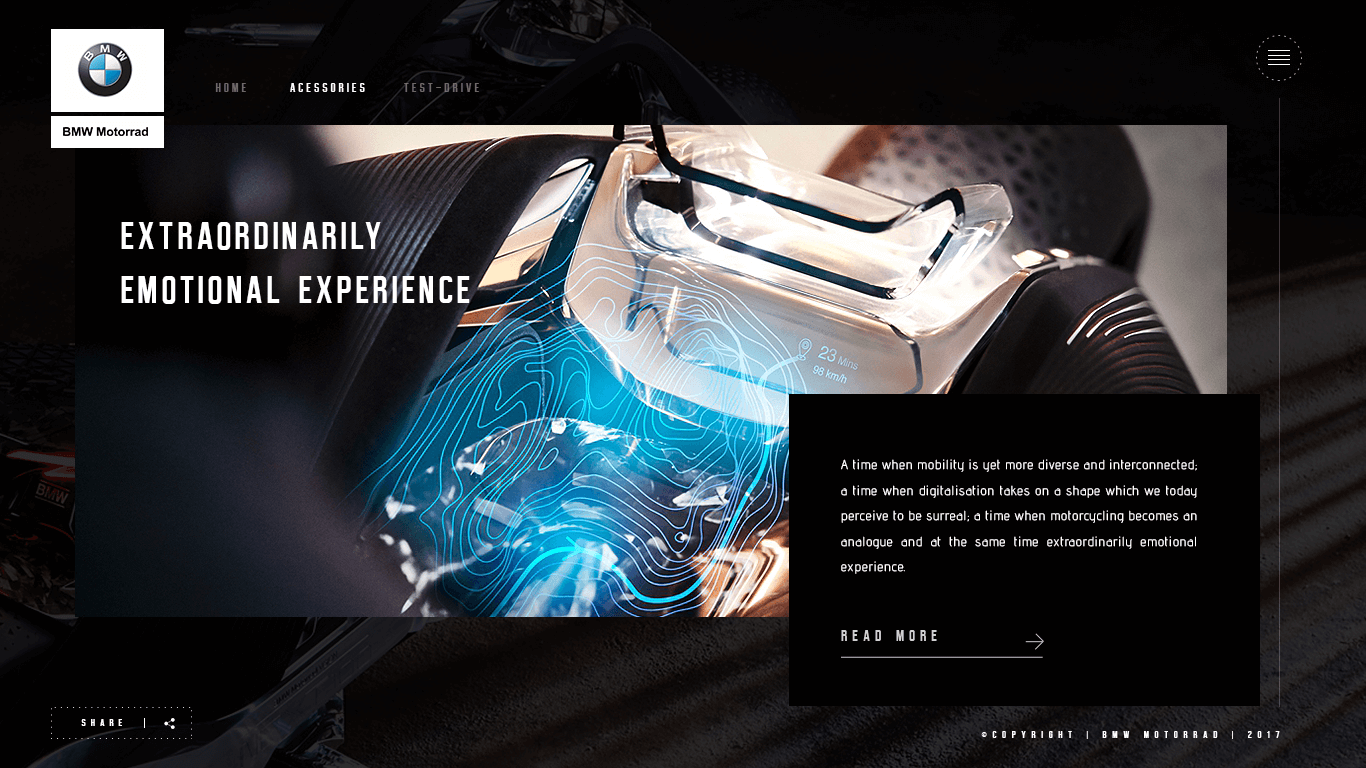 BMW
BMW Motorrad
HOME
ACESSORIES
TEST-DRIVE
EXTRAORDINARILY
EMOTIONAL EXPERIENCE
23 Mins
98 km/h
BMW
A time when mobility is yet more diverse and interconnected;
a time when digitalisation takes on a shape which we today
perceive to be surreal; a time when motorcycling becomes an
analogue and at the same time extraordinarily emotional
experience.
READ MORE
SHARE |
©COPYRIGHT | BMW MOTORRAD | 2017